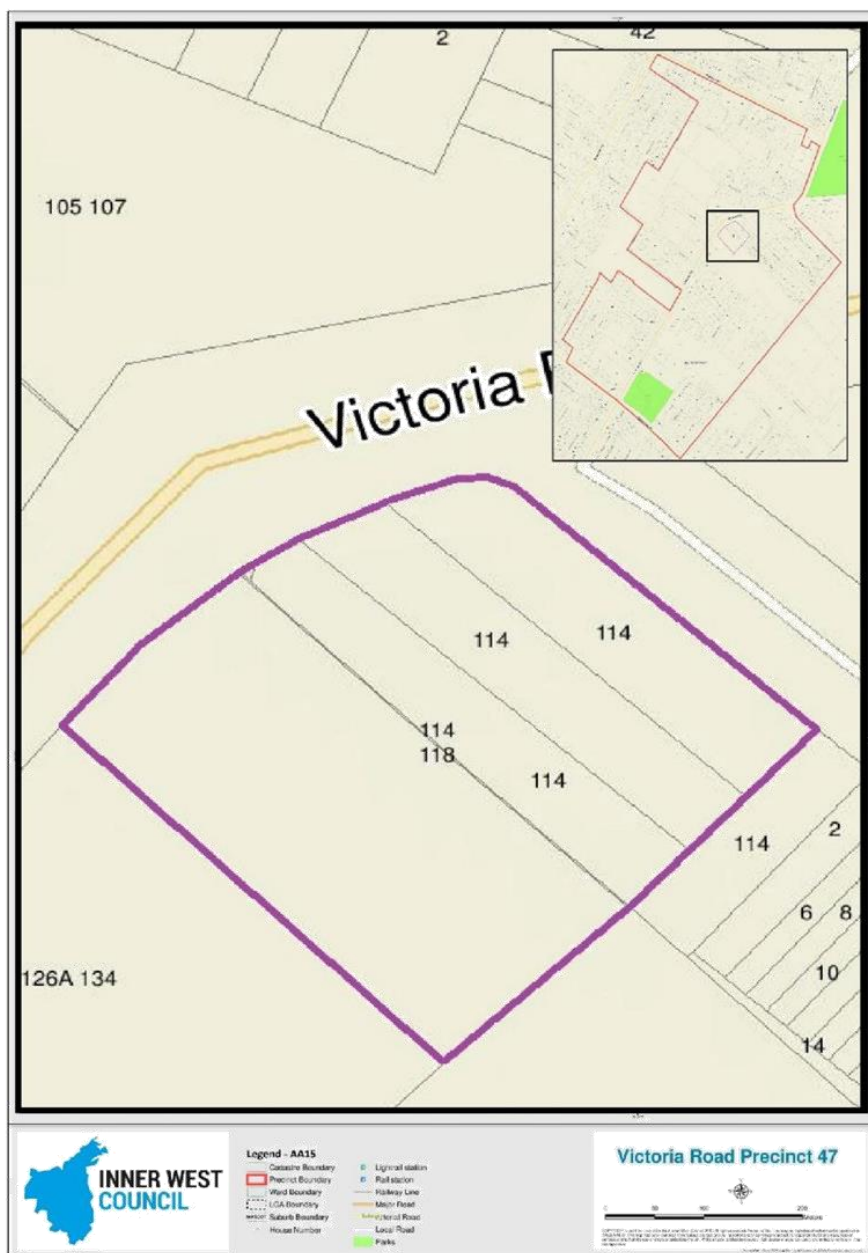 2
42
105 107
Victoria
114
114
114
118
114
114
2
6
8
10
126A 134
14
INNER WEST
COUNCIL
Legend - AA15
Cadastre Boundary
Precinct Boundary
Ward Boundary
LGA Boundary
Suburb Boundary
House Number
Lightrail station
Rail station
Railway Line
Major Road
Arterial Road
Local Road
Parks
Victoria Road Precinct 47
0
200